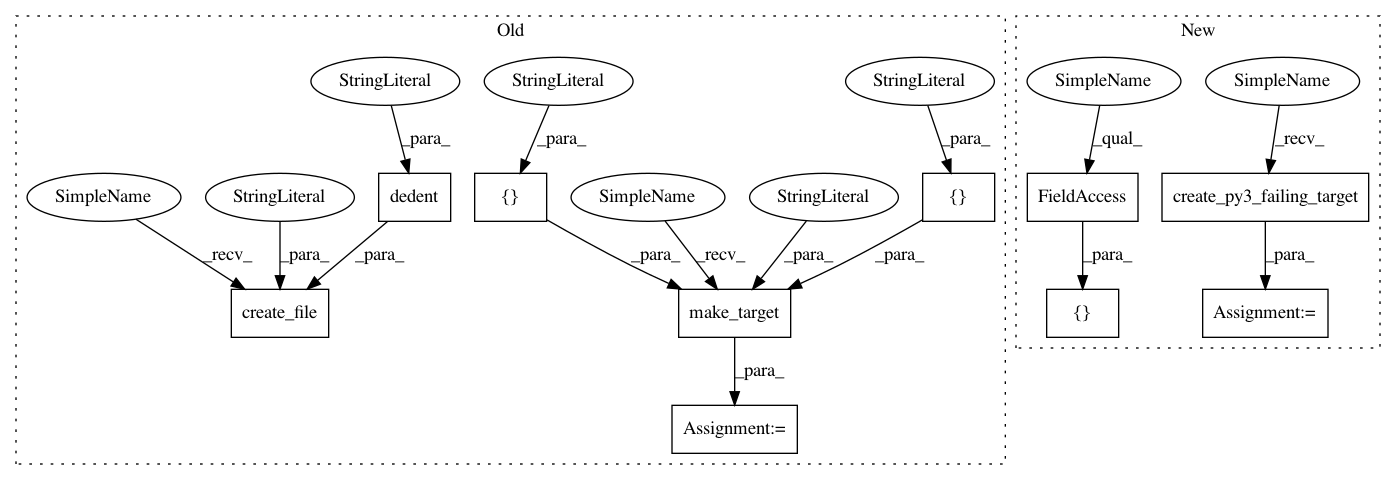 Old
New
StringLiteral
StringLiteral
StringLiteral
SimpleName
SimpleName
_para_
_para_
_para_
_qual_
_recv_
SimpleName
StringLiteral
dedent
{}
SimpleName
StringLiteral
{}
FieldAccess
create_py3_failing_target
_recv_
_para_
_para_
_para_
_recv_
_para_
_para_
_para_
_para_
create_file
make_target
{}
Assignment:=
_para_
Assignment:=